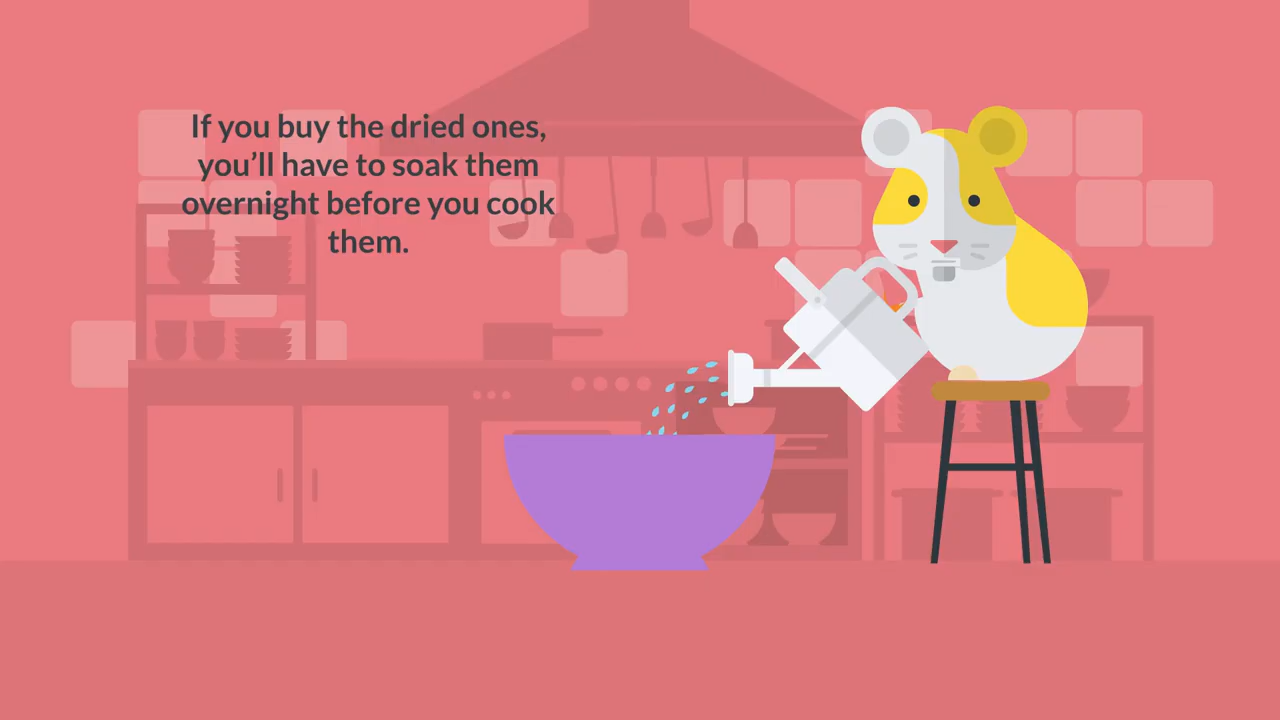 If you buy the dried ones,
you’ll have to soak them
overnight before you cook
them.